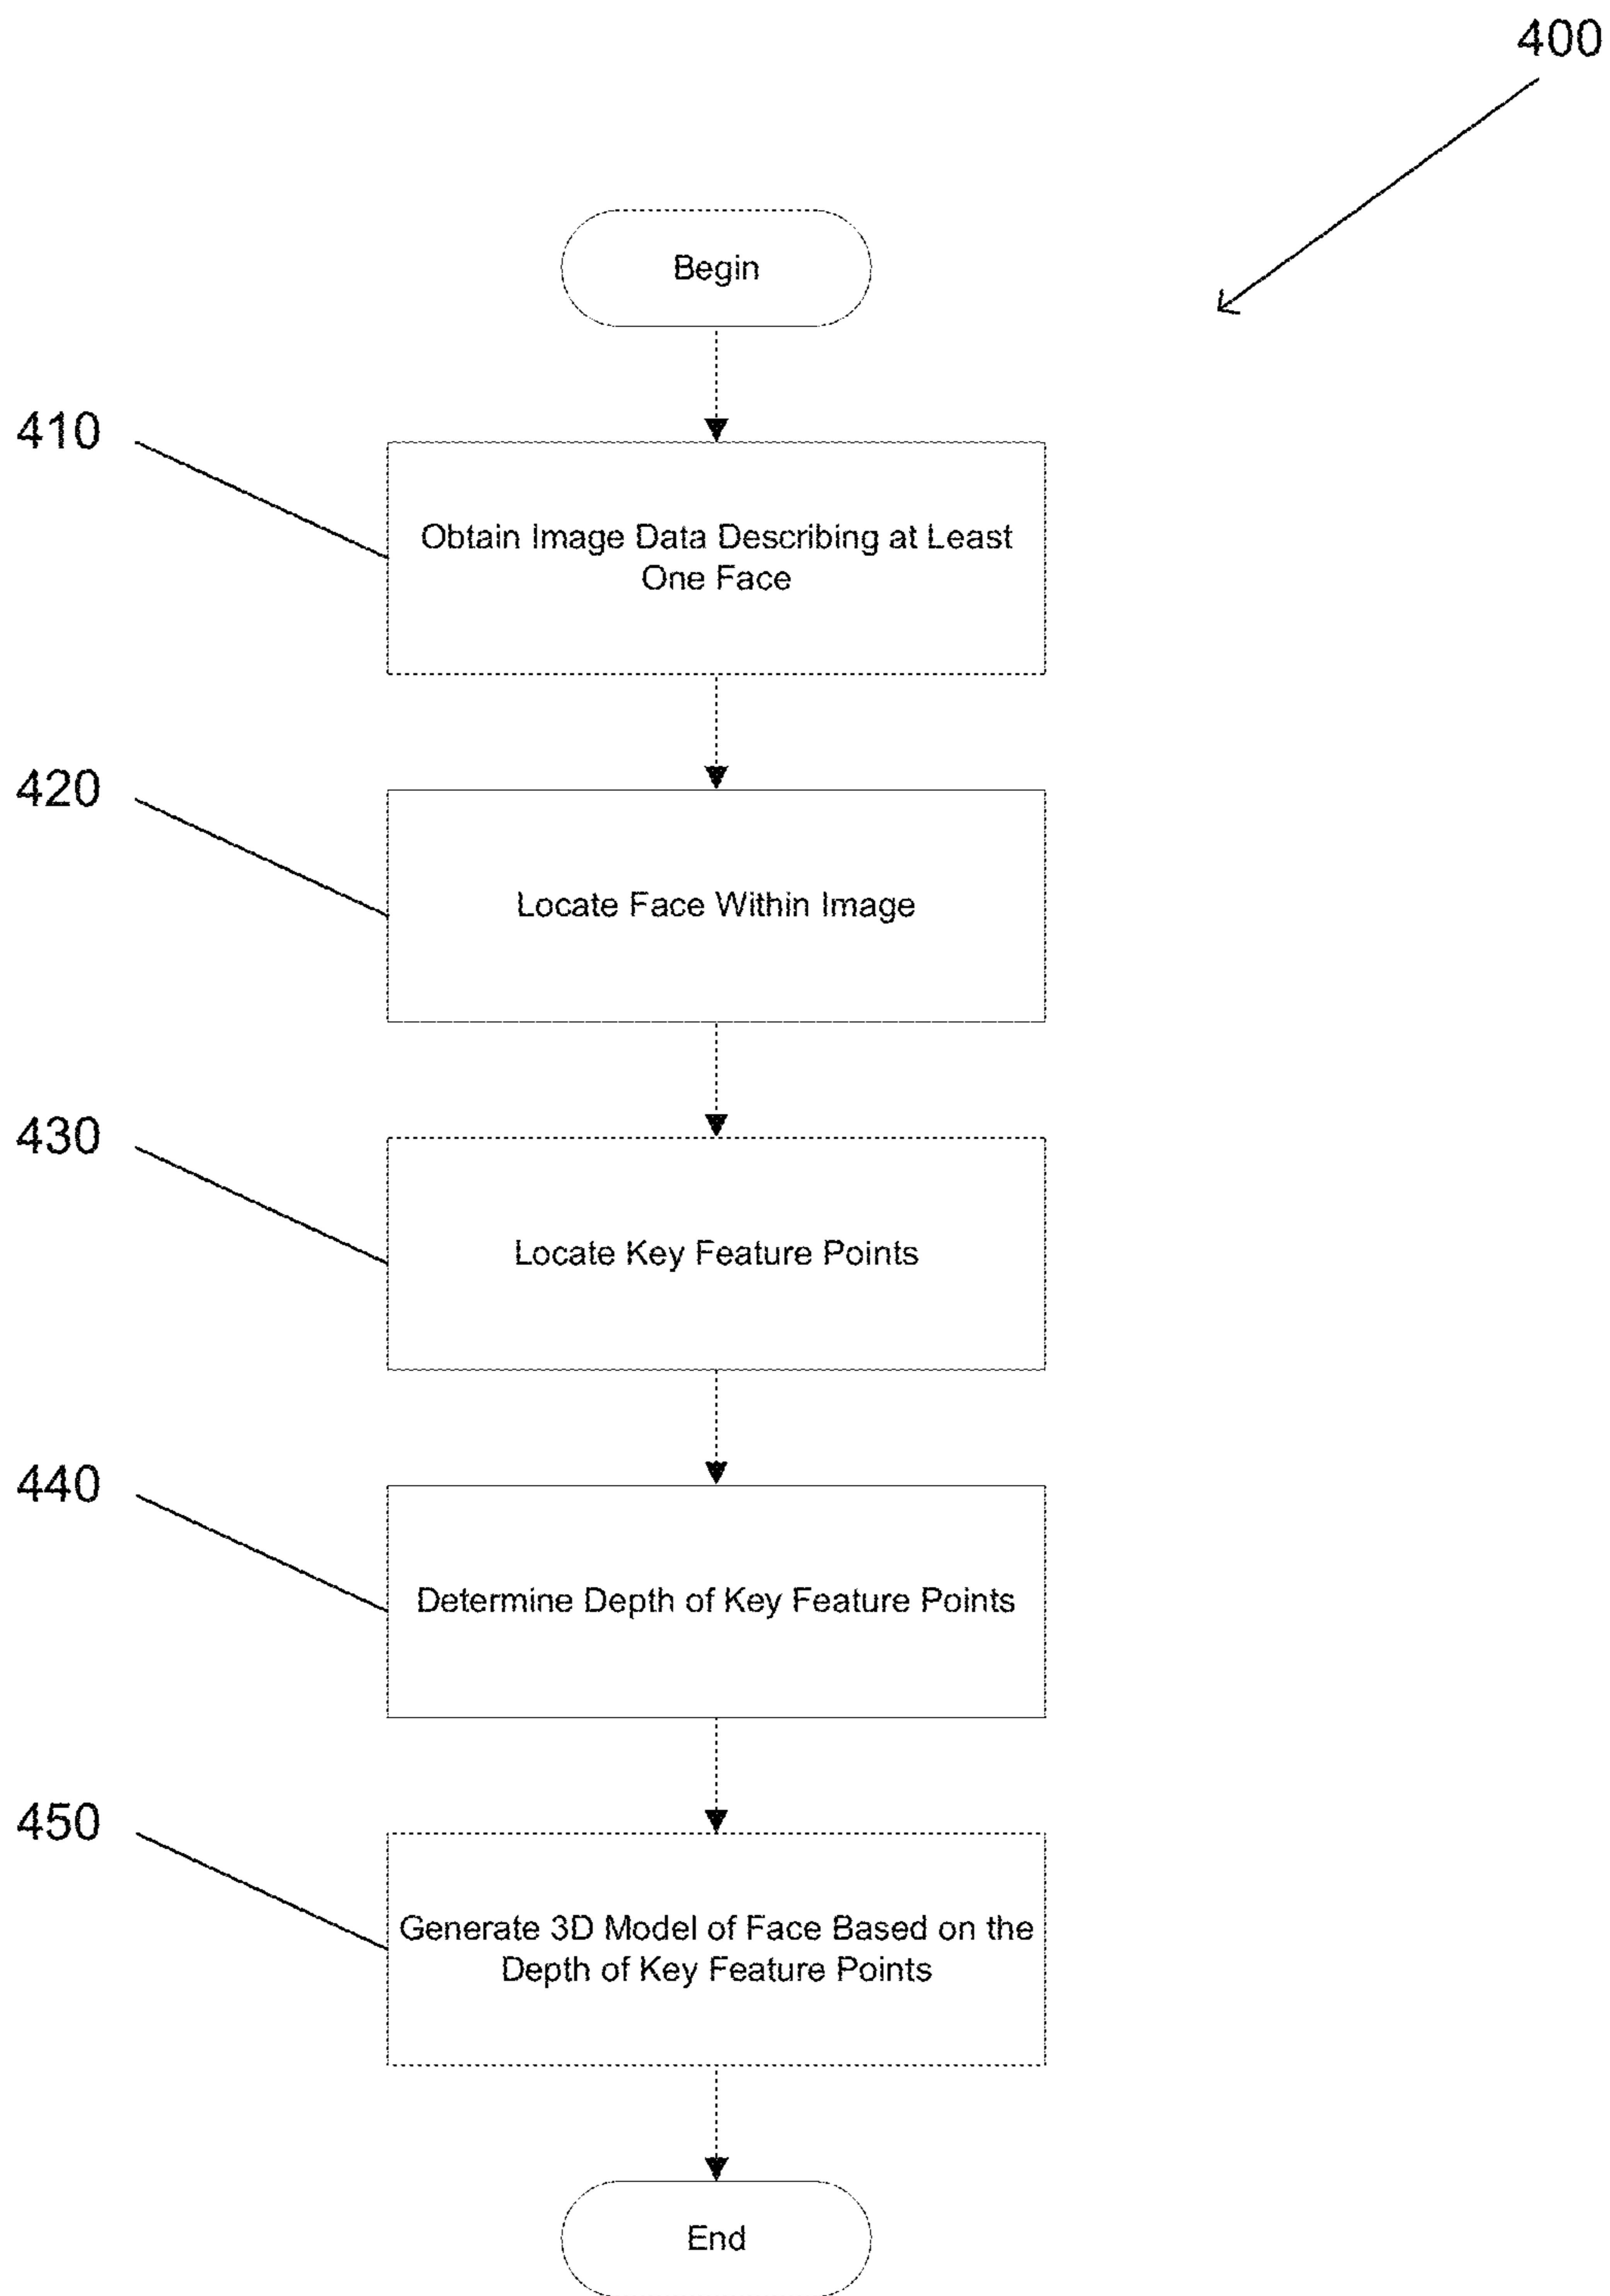 400
Begin
410
Obtain Image Data Describing at Least
One Face
420
Locate Face Within Image
430
Locate Key Feature Points
440
Determine Depth of Key Feature Points
450
Generate 3D Model of Face Based on the
Depth of Key Feature Points
End